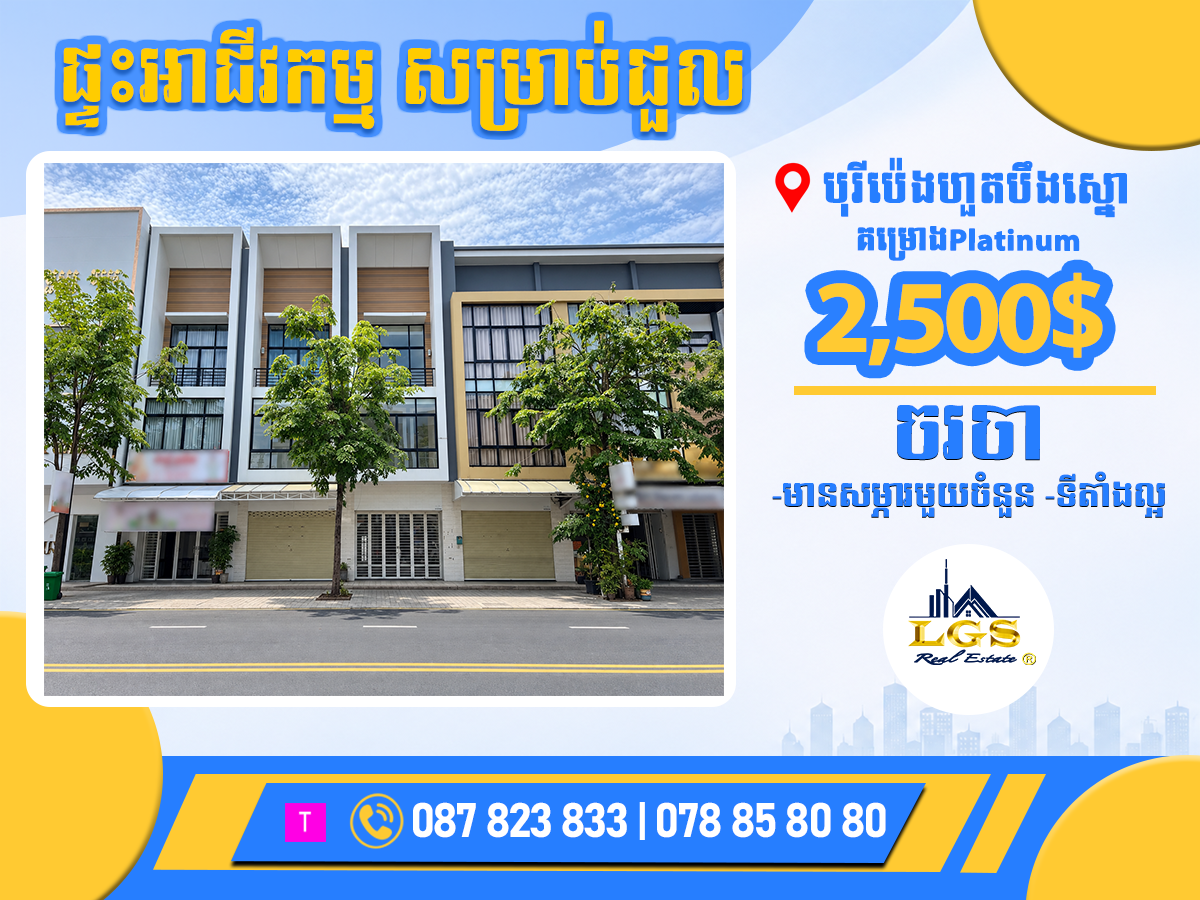 ផ្ទះអាជីវកម្ម សម្រាប់ជួល
បុរីប៉េងហួតបឹងស្នោ
គម្រោងPlatinum
2,500$
ចរចា
-មានសម្ភារមួយចំនួន -ទីតាំងល្អ
LGS
Real Estate ®
T
087 823 833 | 078 85 80 80